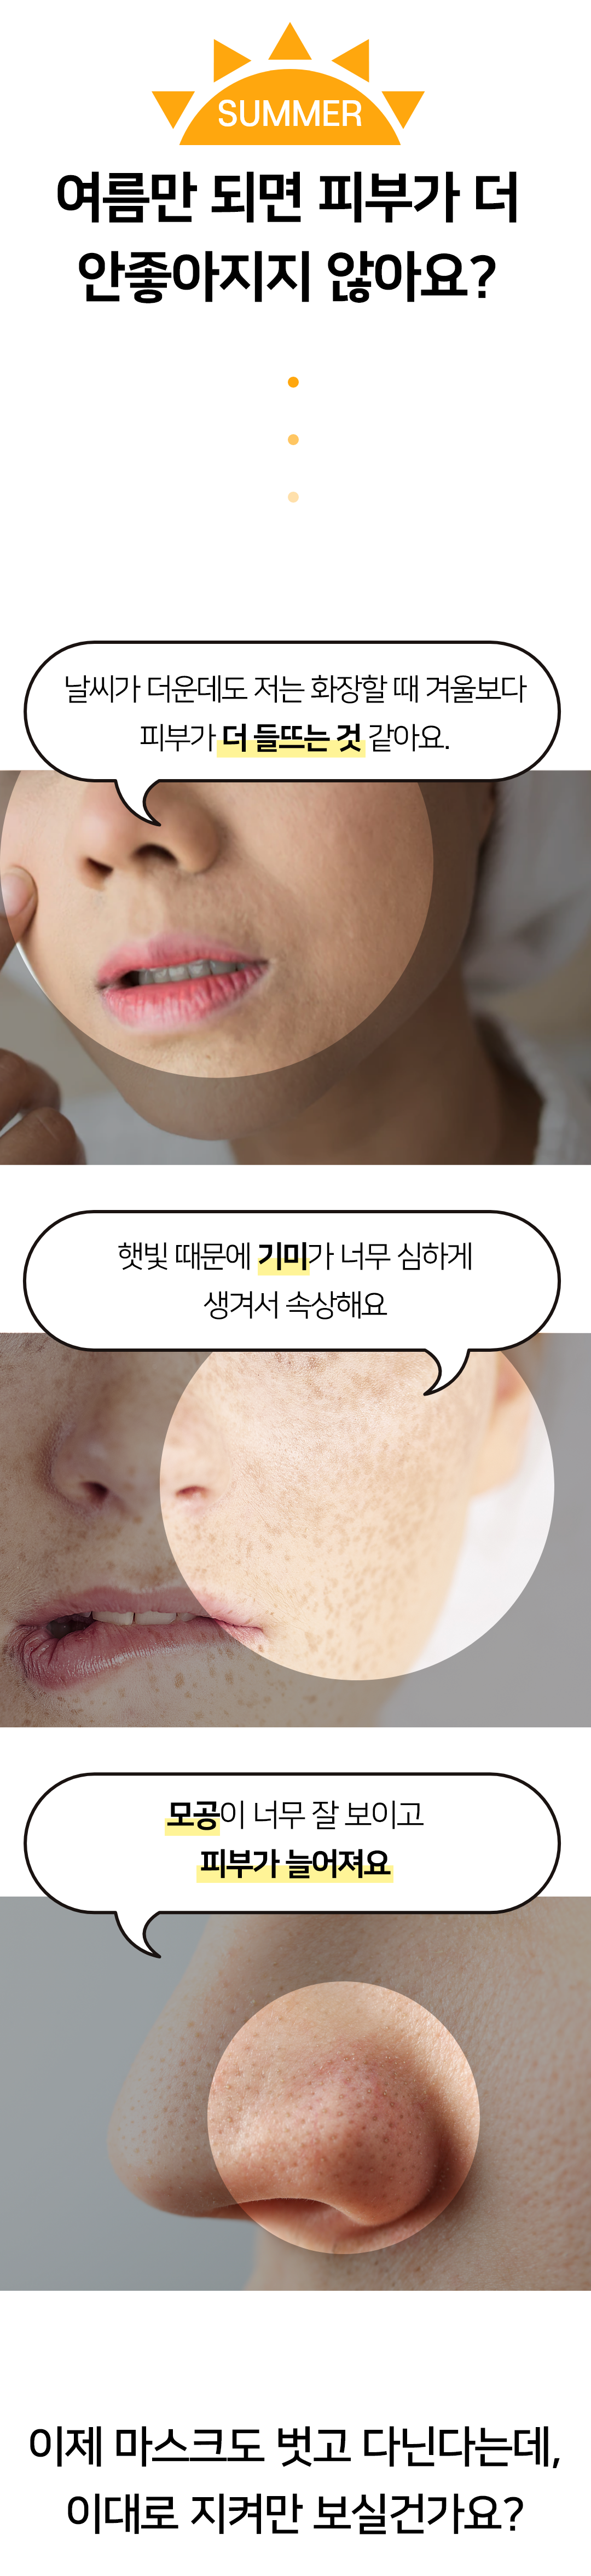 SUMMER
여름만 되면 피부가 더
안좋아지지 않아요?
날씨가 더운데도 저는 화장할 때 겨울보다
피부가 더 들뜨는 것 같아요.
햇빛 때문에 기미가 너무 심하게
생겨서 속상해요
모공이 너무 잘 보이고
피부가 늘어져요
이제 마스크도 벗고 다닌다는데,
이대로 지켜만 보실건가요?